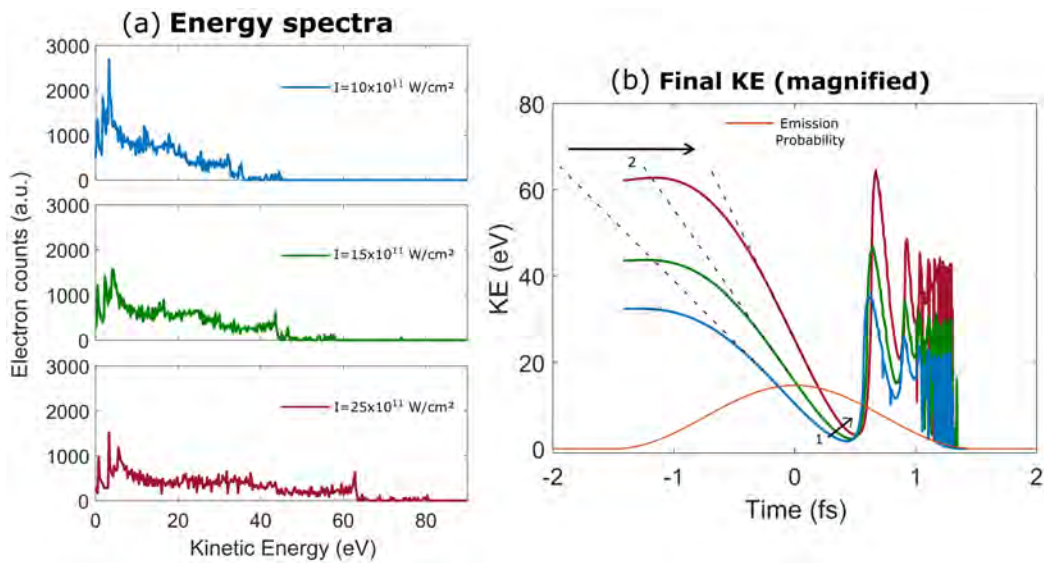 (a) Energy spectra
3000
2000
1000
0
I=10x10¹¹ W/cm²
3000
2000
1000
0
I=15x10¹¹ W/cm²
3000
2000
1000
0
I=25x10¹¹ W/cm²
0 20 40 60 80
Kinetic Energy (eV)
Electron counts (a.u.)
(b) Final KE (magnified)
80
60
40
20
0
KE (eV)
Emission
Probability
2
1
-2 -1 0 1 2
Time (fs)